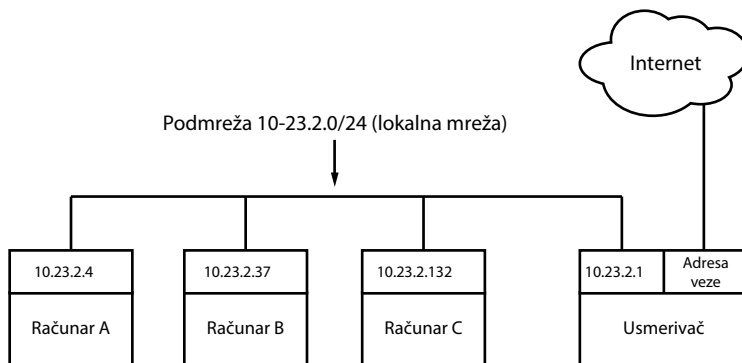 Internet
Podmreža 10-23.2.0/24 (lokalna mreža)
10.23.2.4
10.23.2.37
10.23.2.132
10.23.2.1
Adresa
veze
Računar A
Računar B
Računar C
Usmerivač